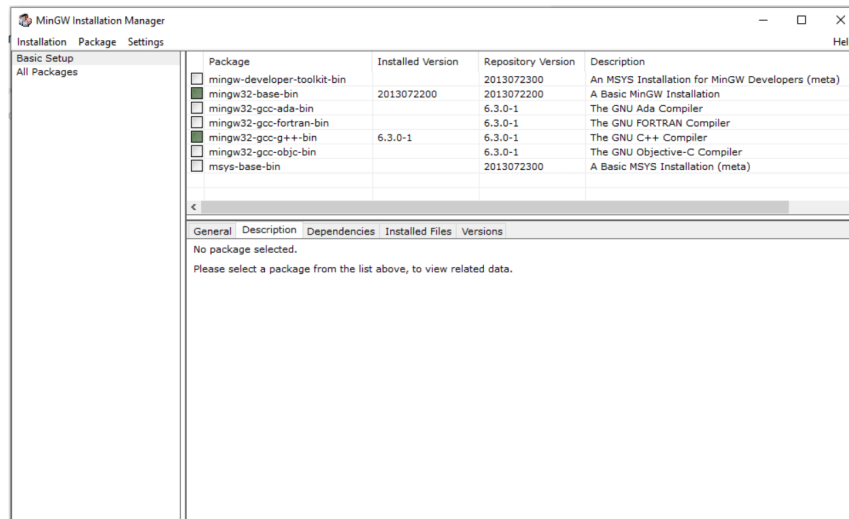 MinGW Installation Manager
Installation Package Settings
Basic Setup
All Packages
Package Installed Version Repository Version Description
mingw-developer-toolkit-bin 2013072300 An MSYS Installation for MinGW Developers (meta)
mingw32-base-bin 2013072200 2013072200 A Basic MinGW Installation
mingw32-gcc-ada-bin 6.3.0-1 The GNU Ada Compiler
mingw32-gcc-fortran-bin 6.3.0-1 The GNU FORTRAN Compiler
mingw32-gcc-g++-bin 6.3.0-1 6.3.0-1 The GNU C++ Compiler
mingw32-gcc-objc-bin 6.3.0-1 The GNU Objective-C Compiler
msys-base-bin 2013072300 A Basic MSYS Installation (meta)
General Description Dependencies Installed Files Versions
No package selected.
Please select a package from the list above, to view related data.